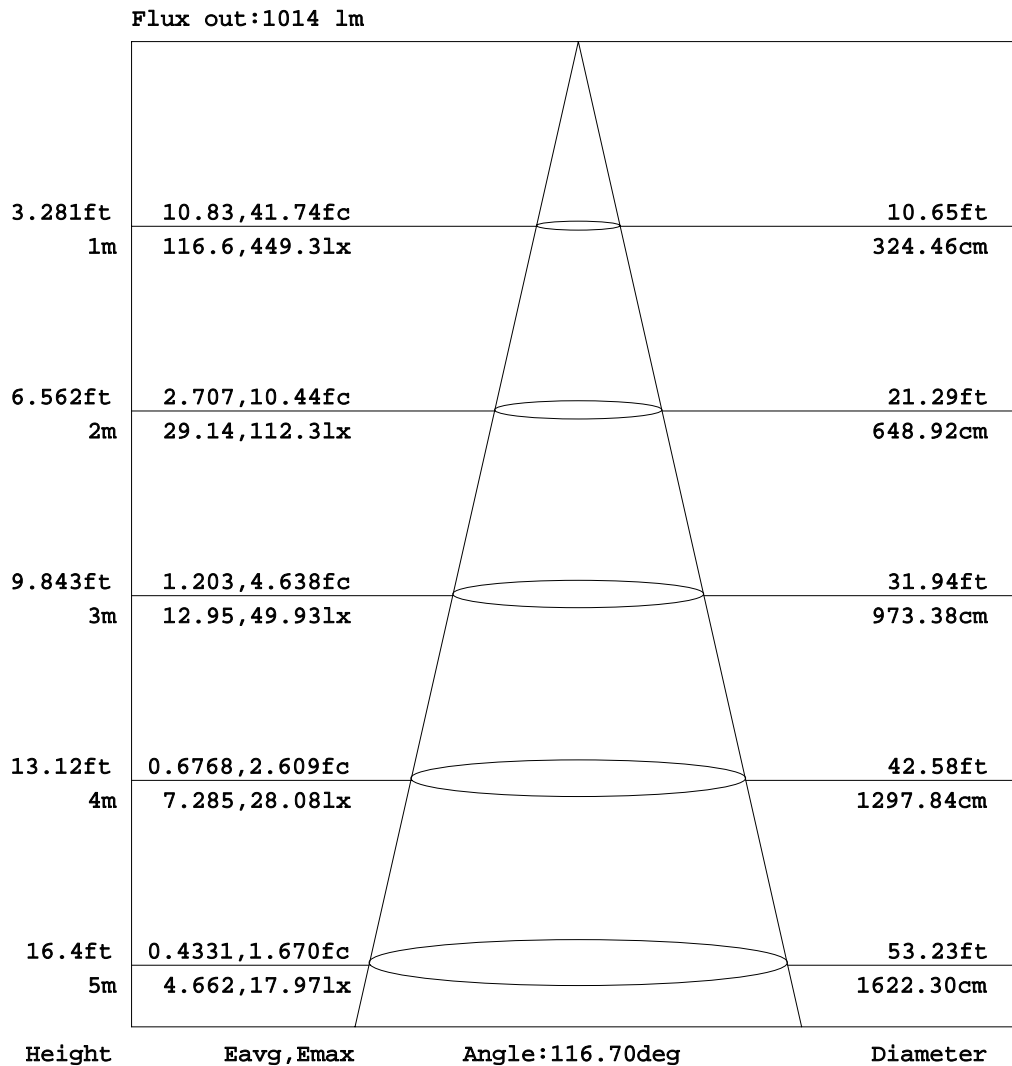 Flux out:1014 lm
3.281ft 10.83,41.74fc 10.65ft
1m 116.6,449.3lx 324.46cm
6.562ft 2.707,10.44fc 21.29ft
2m 29.14,112.3lx 648.92cm
9.843ft 1.203,4.638fc 31.94ft
3m 12.95,49.93lx 973.38cm
13.12ft 0.6768,2.609fc 42.58ft
4m 7.285,28.08lx 1297.84cm
16.4ft 0.4331,1.670fc 53.23ft
5m 4.662,17.97lx 1622.30cm
Height Eavg,Emax Angle:116.70deg Diameter